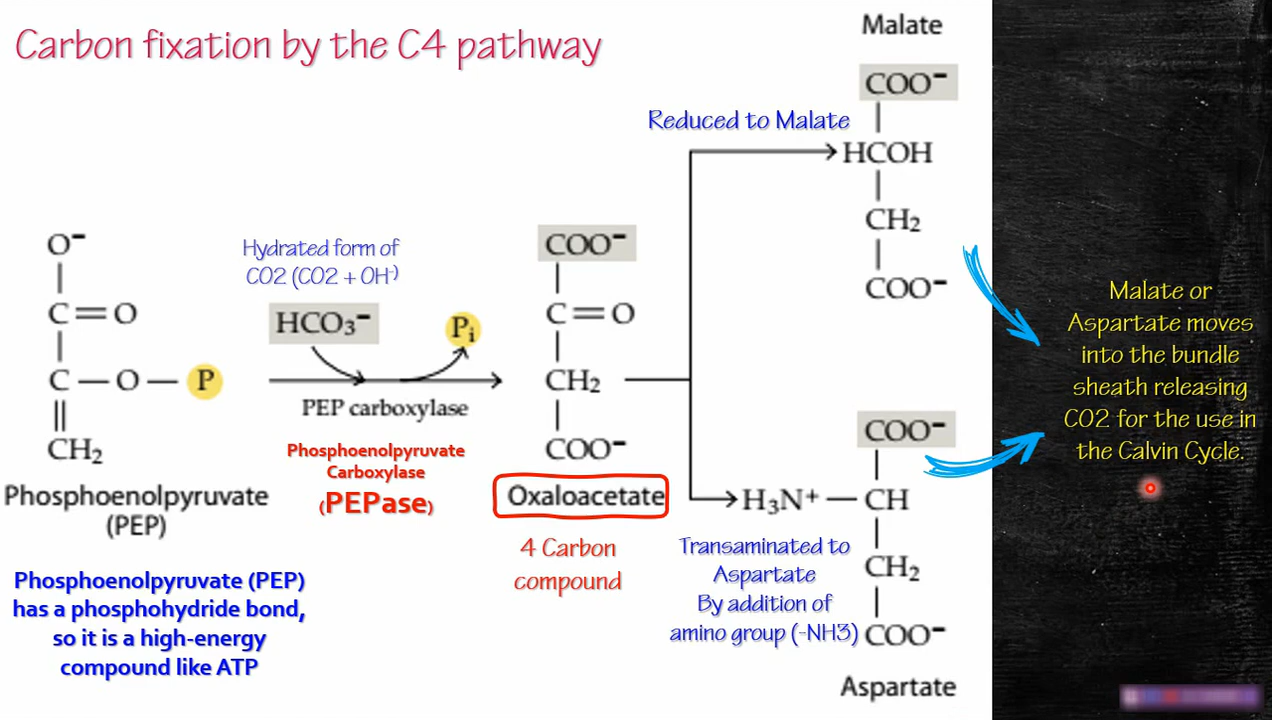 Carbon fixation by the C4 pathway
O⁻
C=O
C—O—P
CH₂
Phosphoenolpyruvate
(PEP)
Phosphoenolpyruvate (PEP)
has a phosphohydride bond,
so it is a high-energy
compound like ATP
Hydrated form of
CO2 (CO2 + OH-)
HCO₃⁻
Pi
PEP carboxylase
Phosphoenolpyruvate
Carboxylase
(PEPase)
COO⁻
C=O
CH₂
COO⁻
Oxaloacetate
4 Carbon
compound
Reduced to Malate
Malate
COO⁻
HCOH
CH₂
COO⁻
Transaminated to
Aspartate
By addition of
amino group (-NH3)
COO⁻
H₃N⁺—CH
CH₂
COO⁻
Aspartate
Malate or
Aspartate moves
into the bundle
sheath releasing
CO2 for the use in
the Calvin Cycle.